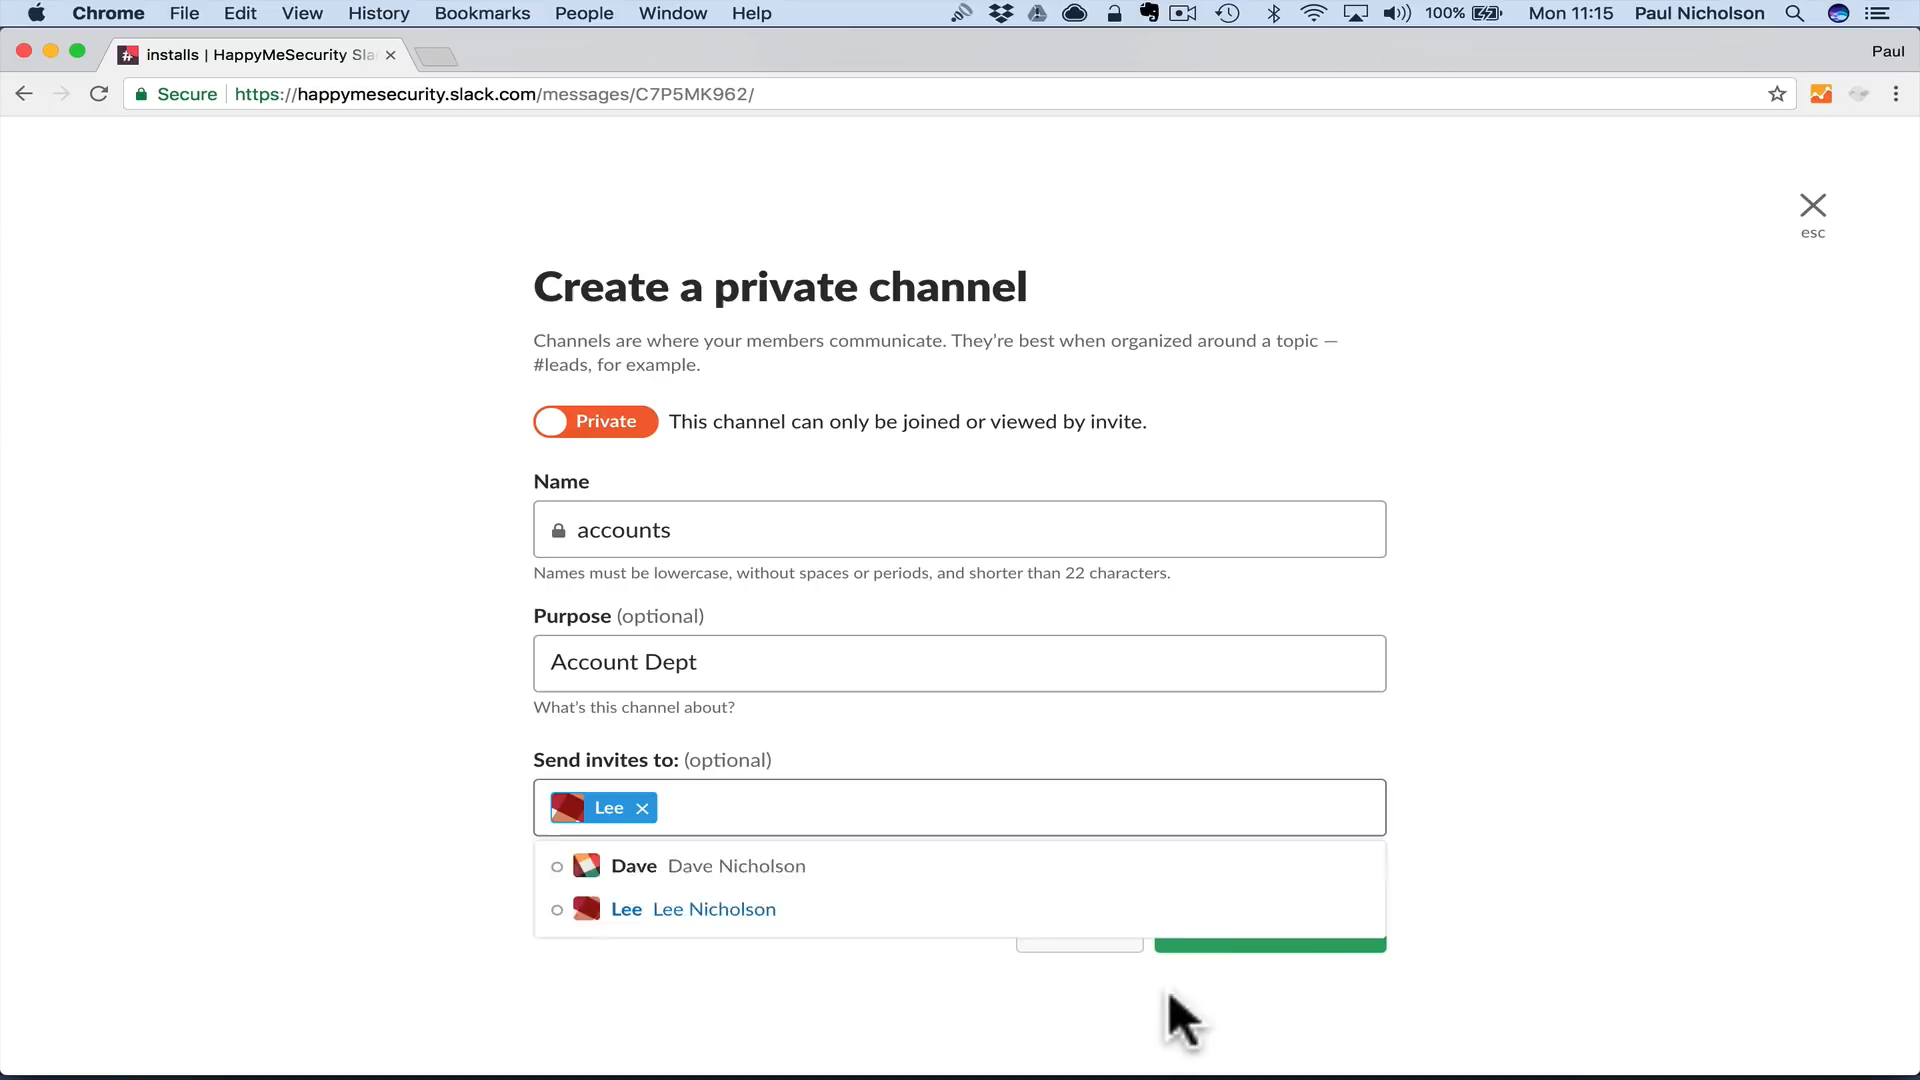 Chrome File Edit View History Bookmarks People Window Help 100% Mon 11:15 Paul Nicholson
installs | HappyMeSecurity Sla
Paul
Secure https://happymesecurity.slack.com/messages/C7P5MK962/
esc
Create a private channel
Channels are where your members communicate. They’re best when organized around a topic —
#leads, for example.
Private This channel can only be joined or viewed by invite.
Name
accounts
Names must be lowercase, without spaces or periods, and shorter than 22 characters.
Purpose (optional)
Account Dept
What’s this channel about?
Send invites to: (optional)
Lee
Dave Dave Nicholson
Lee Lee Nicholson